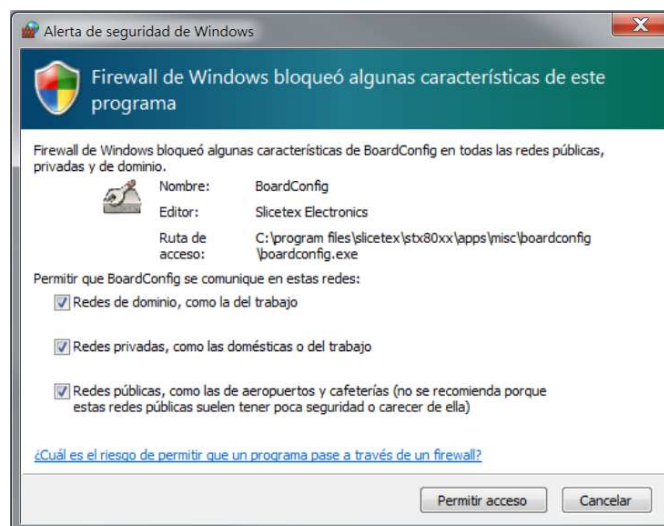 Alerta de seguridad de Windows
Firewall de Windows bloqueó algunas características de este
programa
Firewall de Windows bloqueó algunas características de BoardConfig en todas las redes públicas,
privadas y de dominio.
Nombre: BoardConfig
Editor: Slicetex Electronics
Ruta de acceso: C:\program files\slicetex\stx80xx\apps\misc\boardconfig
\boardconfig.exe
Permitir que BoardConfig se comunique en estas redes:
Redes de dominio, como la del trabajo
Redes privadas, como las domésticas o del trabajo
Redes públicas, como las de aeropuertos y cafeterías (no se recomienda porque
estas redes públicas suelen tener poca seguridad o carecer de ella)
¿Cuál es el riesgo de permitir que un programa pase a través de un firewall?
Permitir acceso Cancelar